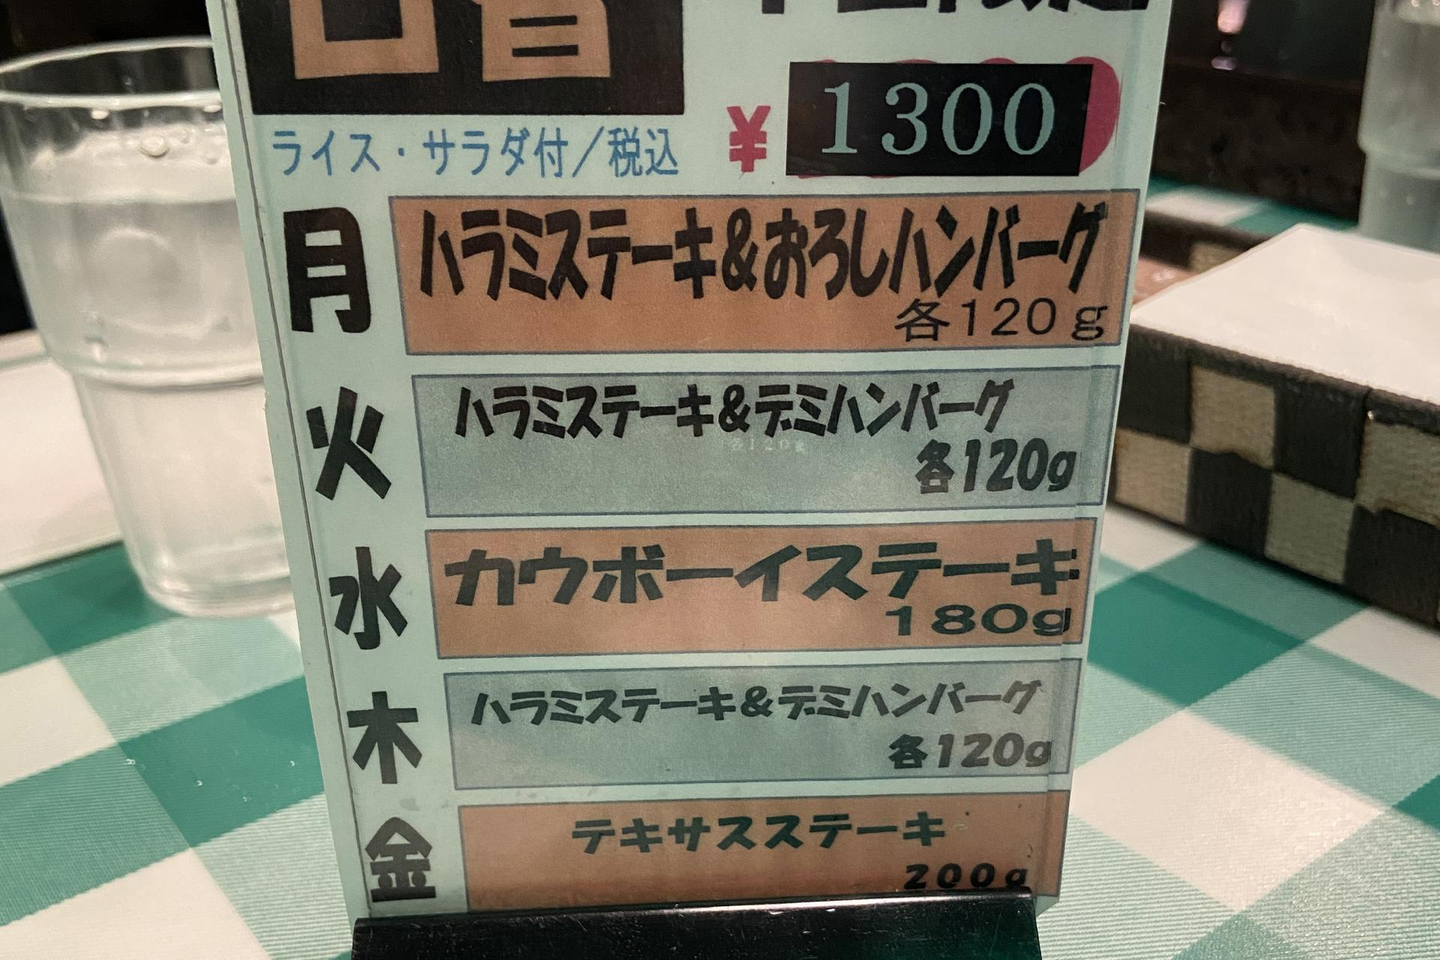 ライス・サラダ付／税込
¥1300
月
ハラミステーキ&おろしハンバーグ
各120g
火
ハラミステーキ&デミハンバーグ
各120g
水
カウボーイステーキ
180g
木
ハラミステーキ&デミハンバーグ
各120g
金
テキサスステーキ
200g